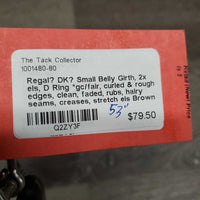 The Tack Collector
1001480-80
Regal? DK? Small Belly Girth, 2x
els, D Ring *gc/fair, curled & rough
edges, clean, faded, rubs, hairy
seams, creases, stretch els Brown
53"
$79.50
Q2ZY3F